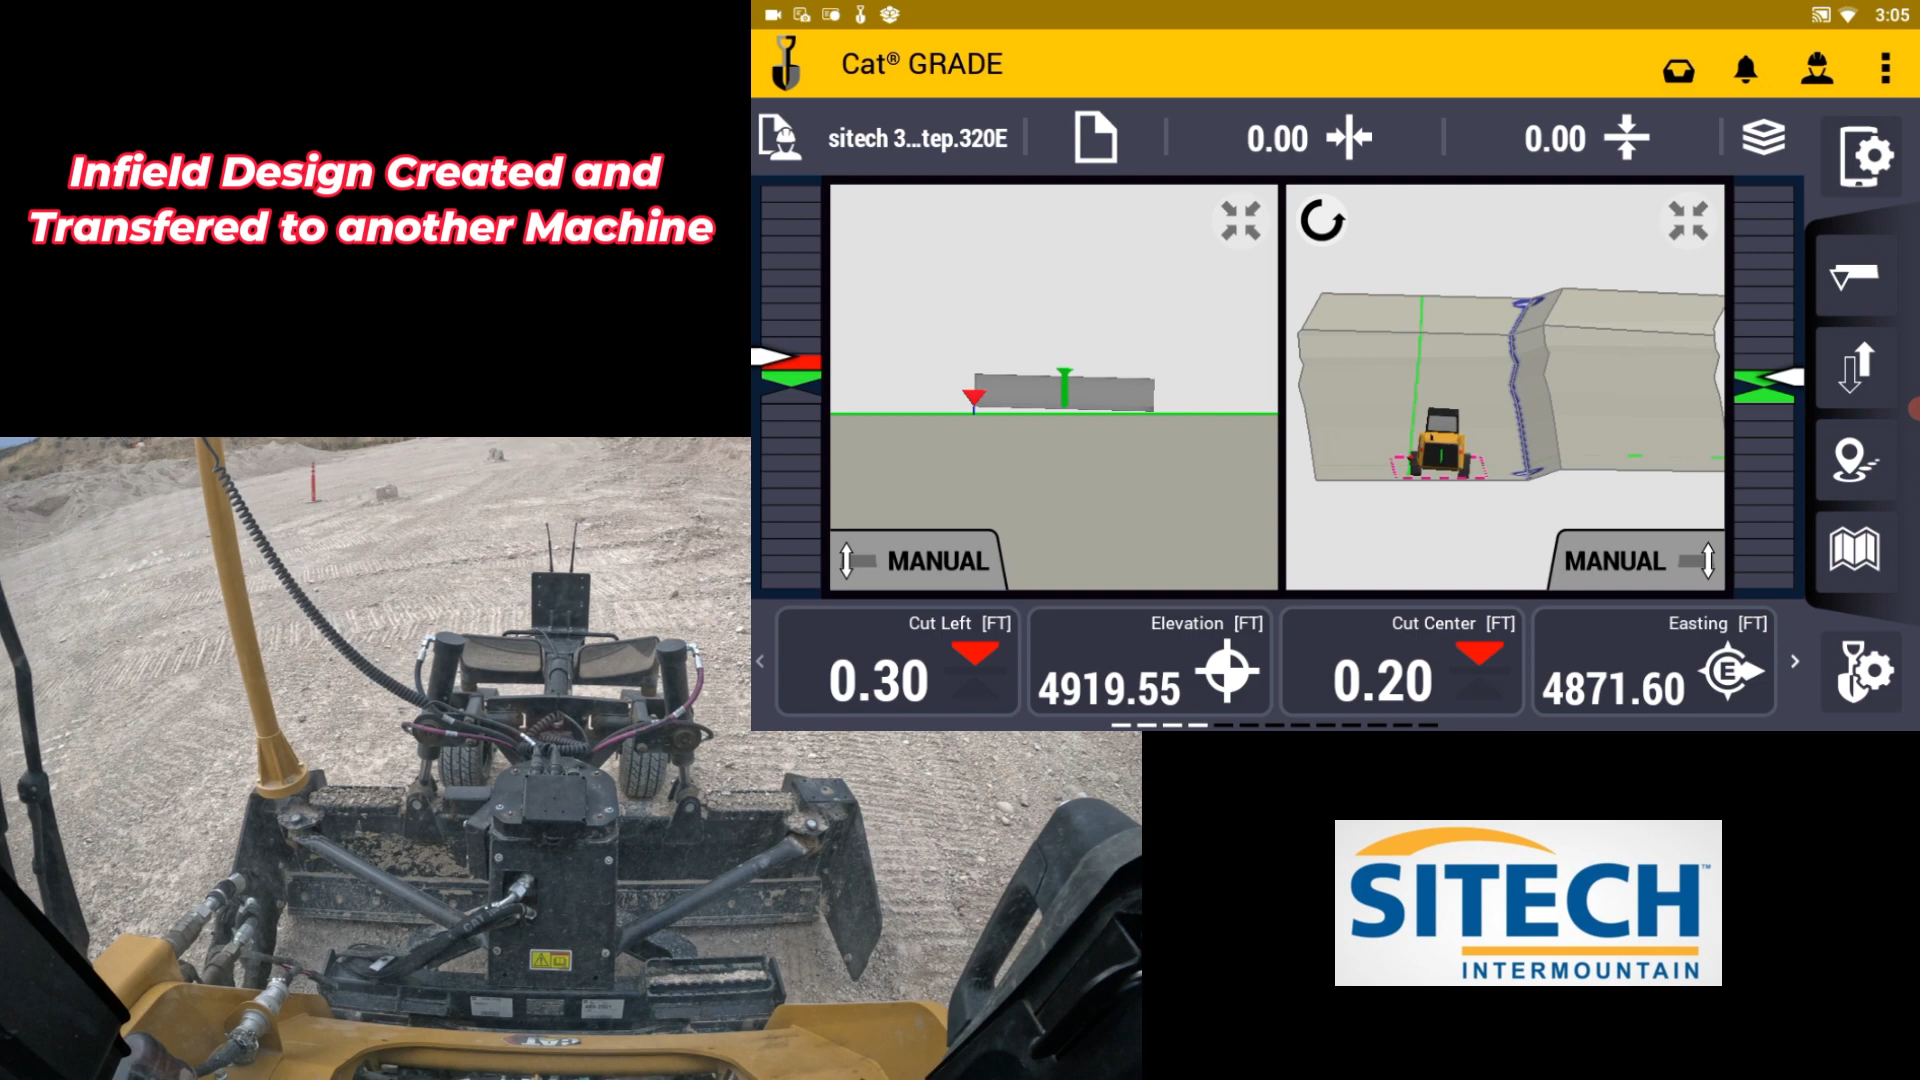 Infield Design Created and
Transfered to another Machine
3:05
Cat® GRADE
sitech 3...tep.320E
0.00
0.00
MANUAL
MANUAL
Cut Left [FT]
0.30
Elevation [FT]
4919.55
Cut Center [FT]
0.20
Easting [FT]
4871.60
E
CAT
SITECH™
INTERMOUNTAIN